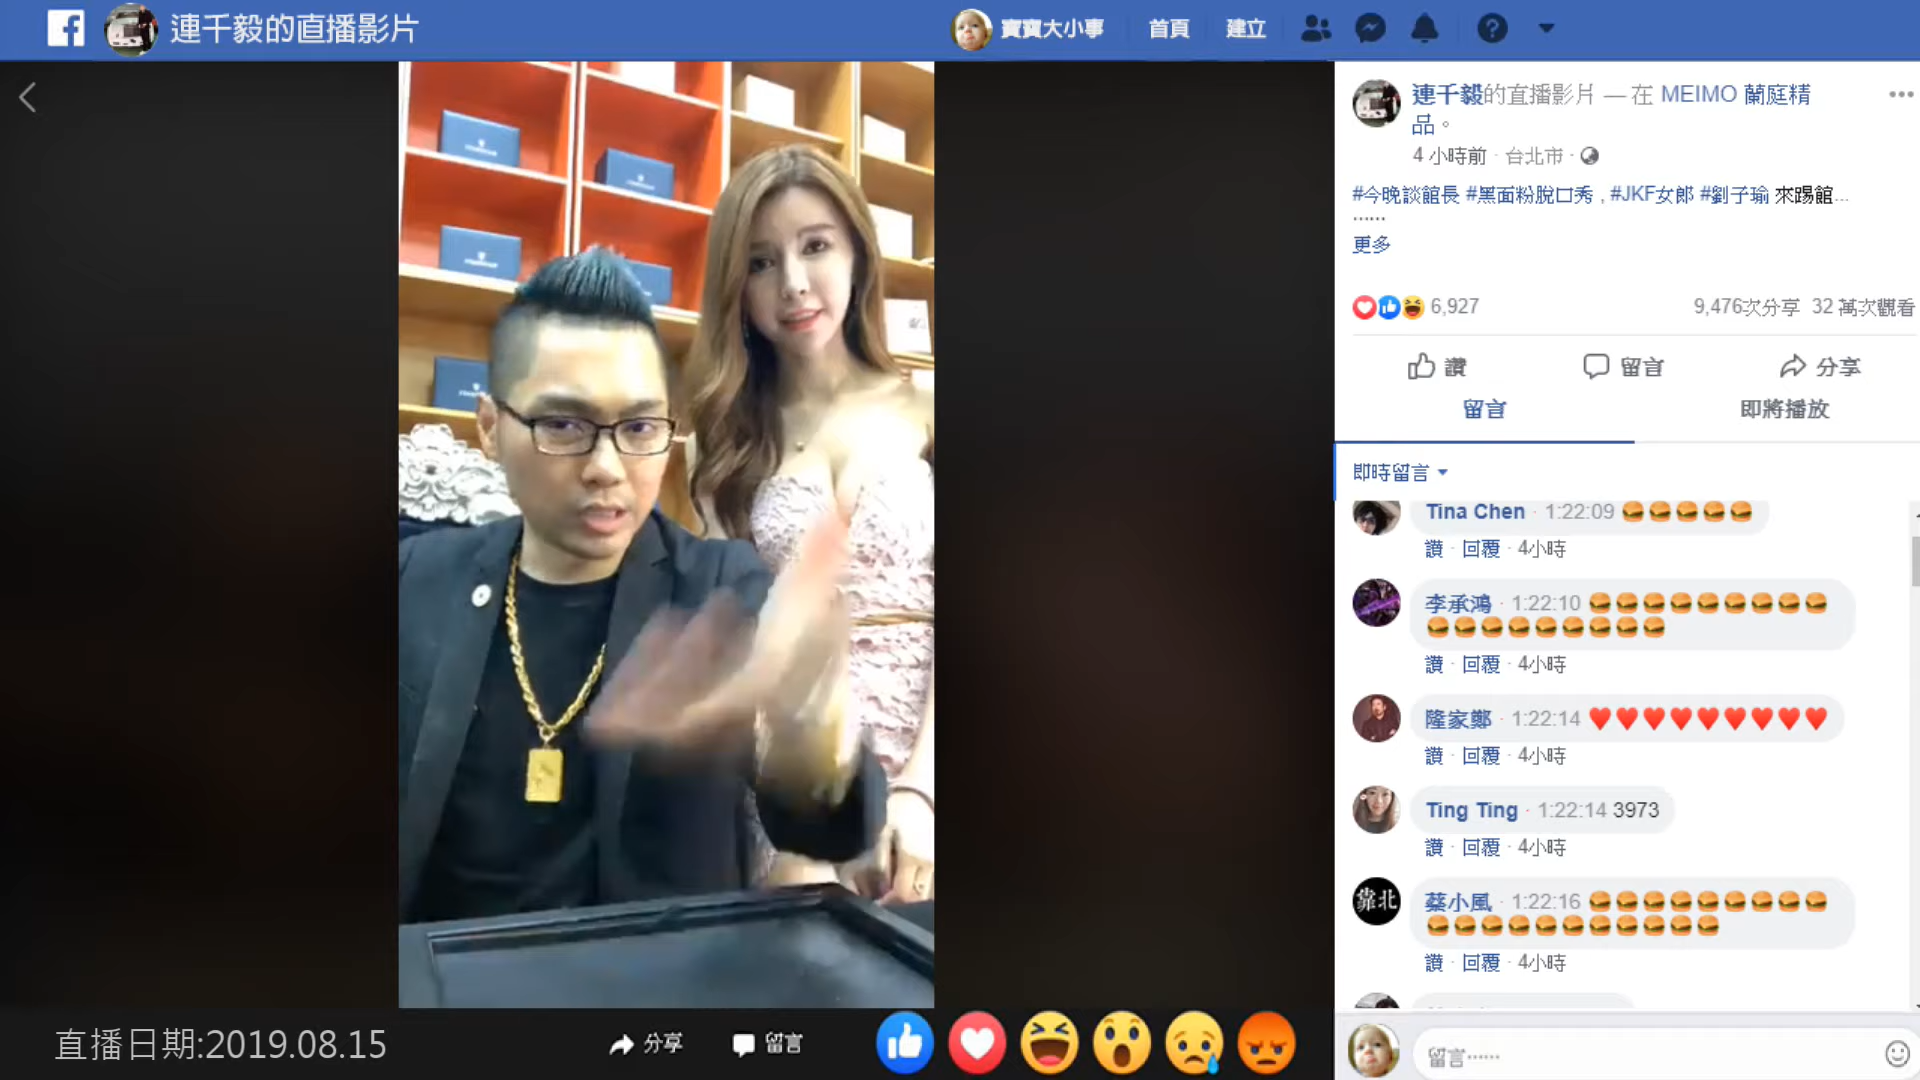 連千毅的直播影片
寶寶大小事
首頁
建立
連千毅的直播影片 — 在 MEIMO 蘭庭精
品。
4 小時前 · 台北市 ·
#今晚談館長 #黑面粉脫口秀 , #JKF女郎 #劉子瑜 來踢館...
......
更多
6,927
9,476次分享 32 萬次觀看
讚
留言
分享
留言
即將播放
即時留言
Tina Chen · 1:22:09 🍔🍔🍔🍔🍔
讚 · 回覆 · 4小時
李承鴻 · 1:22:10 🍔🍔🍔🍔🍔🍔🍔🍔🍔
🍔🍔🍔🍔🍔🍔🍔🍔🍔
讚 · 回覆 · 4小時
隆家鄭 · 1:22:14 ❤️❤️❤️❤️❤️❤️❤️❤️❤️
讚 · 回覆 · 4小時
Ting Ting · 1:22:14 3973
讚 · 回覆 · 4小時
靠北
蔡小風 · 1:22:16 🍔🍔🍔🍔🍔🍔🍔🍔🍔
🍔🍔🍔🍔🍔🍔🍔🍔🍔🍔🍔
讚 · 回覆 · 4小時
直播日期:2019.08.15
分享
留言
留言......